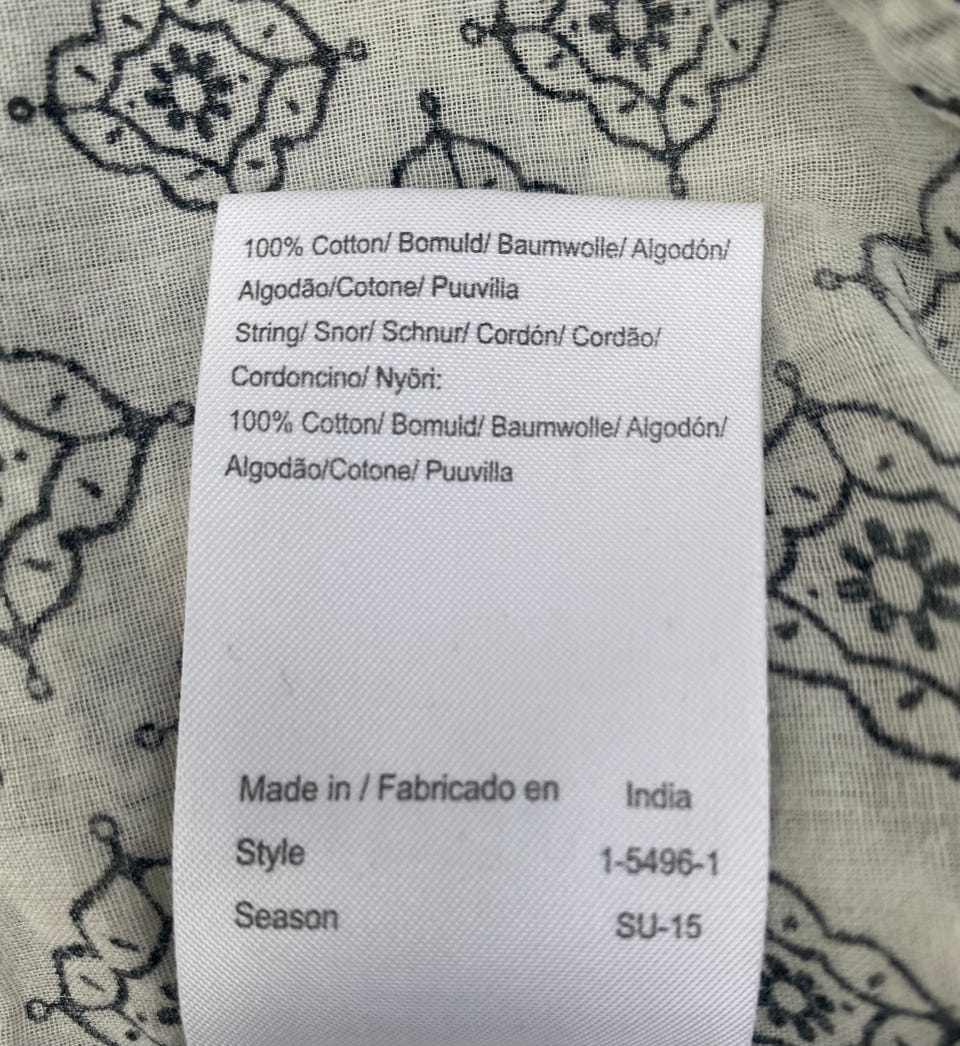 100% Cotton/ Bomuld/ Baumwolle/ Algodón/
Algodão/Cotone/ Puuvilla
String/ Snor/ Schnur/ Cordón/ Cordão/
Cordoncino/ Nyöri:
100% Cotton/ Bomuld/ Baumwolle/ Algodón/
Algodão/Cotone/ Puuvilla
Made in / Fabricado en India
Style 1-5496-1
Season SU-15